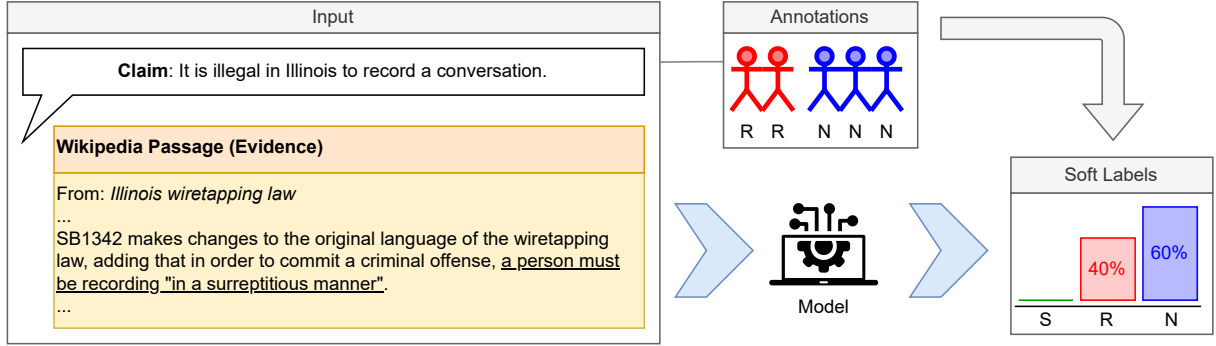 Input
Claim: It is illegal in Illinois to record a conversation.
Wikipedia Passage (Evidence)
From: Illinois wiretapping law
...
SB1342 makes changes to the original language of the wiretapping
law, adding that in order to commit a criminal offense, a person must
be recording "in a surreptitious manner".
...
Annotations
R R N N N
Model
Soft Labels
40%
60%
S R N